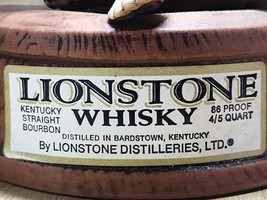 LIONSTONE
KENTUCKY STRAIGHT BOURBON
WHISKY
86 PROOF
4/5 QUART
DISTILLED IN BARDSTOWN, KENTUCKY
By LIONSTONE DISTILLERIES, LTD.®